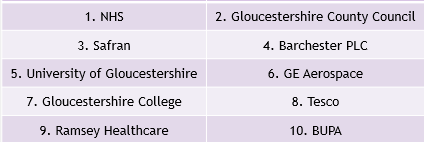 1. NHS
2. Gloucestershire County Council
3. Safran
4. Barchester PLC
5. University of Gloucestershire
6. GE Aerospace
7. Gloucestershire College
8. Tesco
9. Ramsey Healthcare
10. BUPA